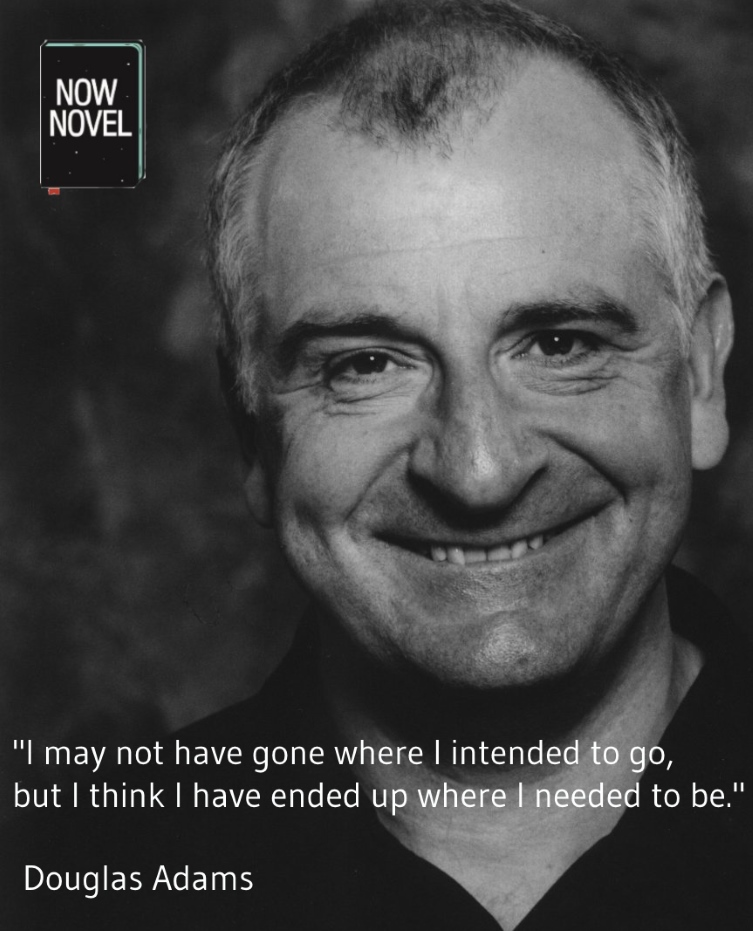 NOW
NOVEL
"I may not have gone where I intended to go,
but I think I have ended up where I needed to be."
Douglas Adams